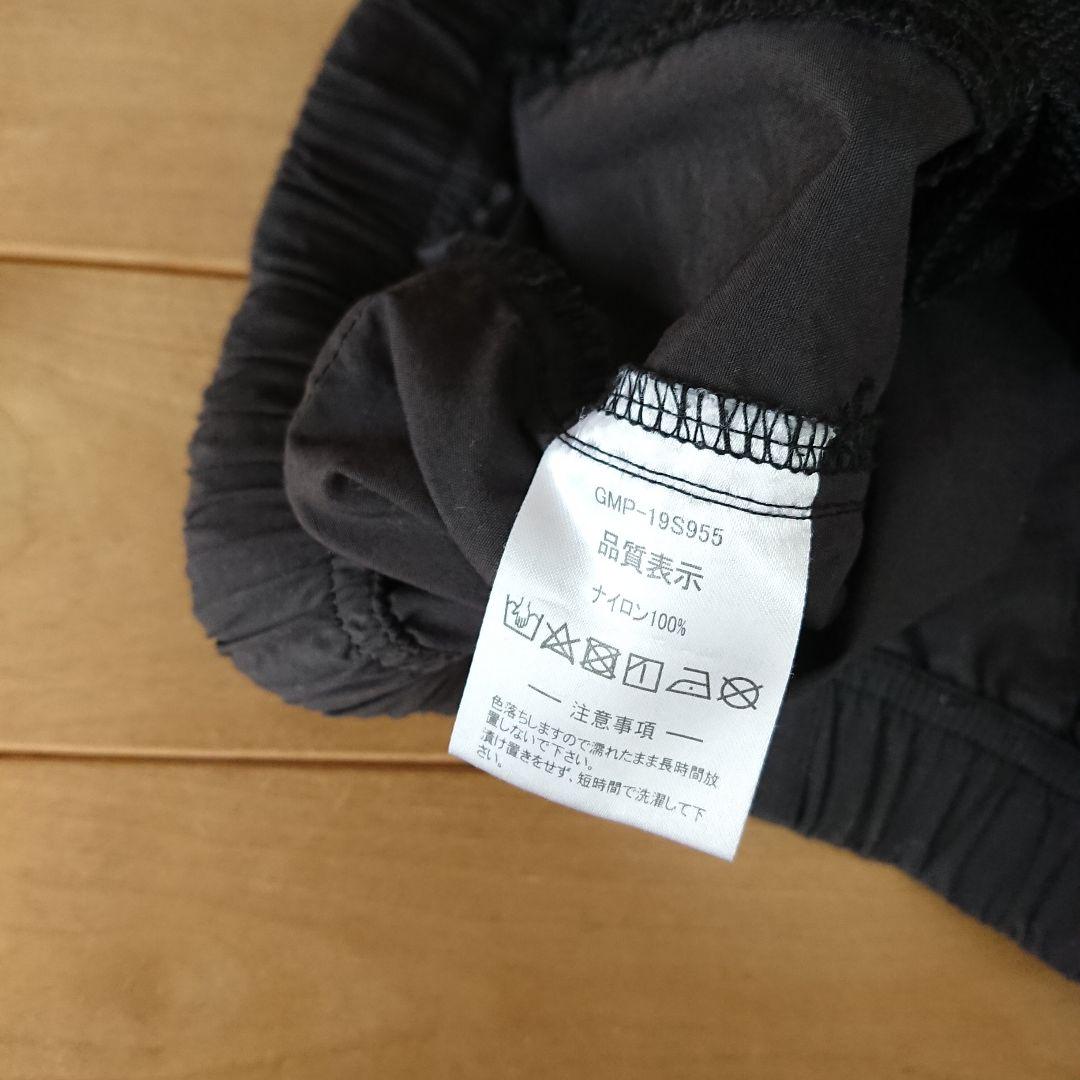 GMP-19S955
品質表示
ナイロン100%
― 注意事項 ―
色落ちしますので濡れたまま長時間放
置しないで下さい。
漬け置きをせず、短時間で洗濯して下
さい。